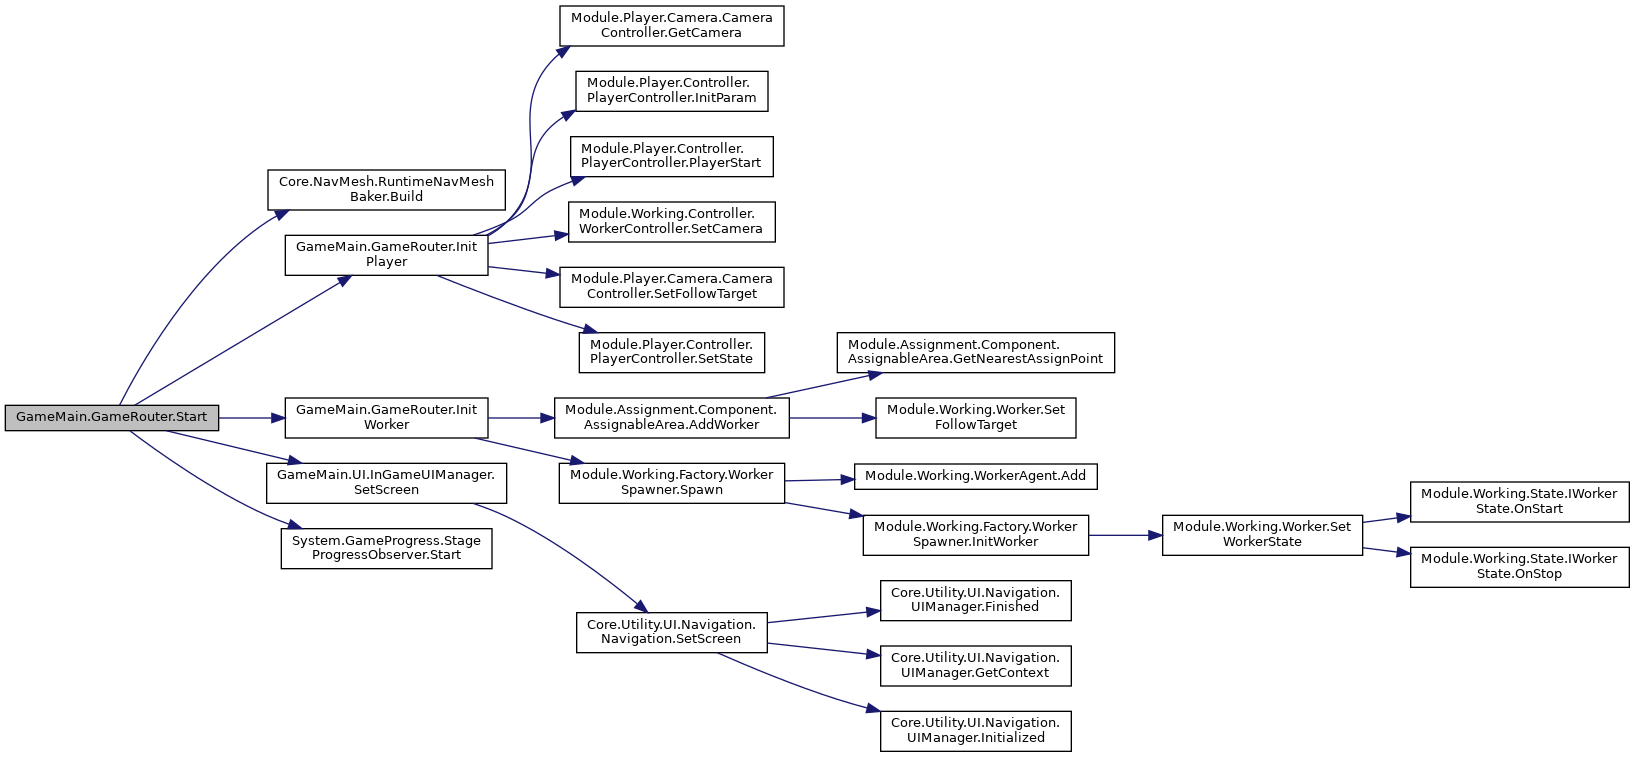 Module.Player.Camera.Camera
Controller.GetCamera
Module.Player.Controller.
PlayerController.InitParam
Module.Player.Controller.
PlayerController.PlayerStart
Core.NavMesh.RuntimeNavMesh
Baker.Build
Module.Working.Controller.
WorkerController.SetCamera
GameMain.GameRouter.Init
Player
Module.Player.Camera.Camera
Controller.SetFollowTarget
Module.Player.Controller.
PlayerController.SetState
Module.Assignment.Component.
AssignableArea.GetNearestAssignPoint
GameMain.GameRouter.Start
GameMain.GameRouter.Init
Worker
Module.Assignment.Component.
AssignableArea.AddWorker
Module.Working.Worker.Set
FollowTarget
GameMain.UI.InGameUIManager.
SetScreen
Module.Working.Factory.Worker
Spawner.Spawn
Module.Working.WorkerAgent.Add
Module.Working.State.IWorker
State.OnStart
System.GameProgress.Stage
ProgressObserver.Start
Module.Working.Factory.Worker
Spawner.InitWorker
Module.Working.Worker.Set
WorkerState
Module.Working.State.IWorker
State.OnStop
Core.Utility.UI.Navigation.
UIManager.Finished
Core.Utility.UI.Navigation.
Navigation.SetScreen
Core.Utility.UI.Navigation.
UIManager.GetContext
Core.Utility.UI.Navigation.
UIManager.Initialized